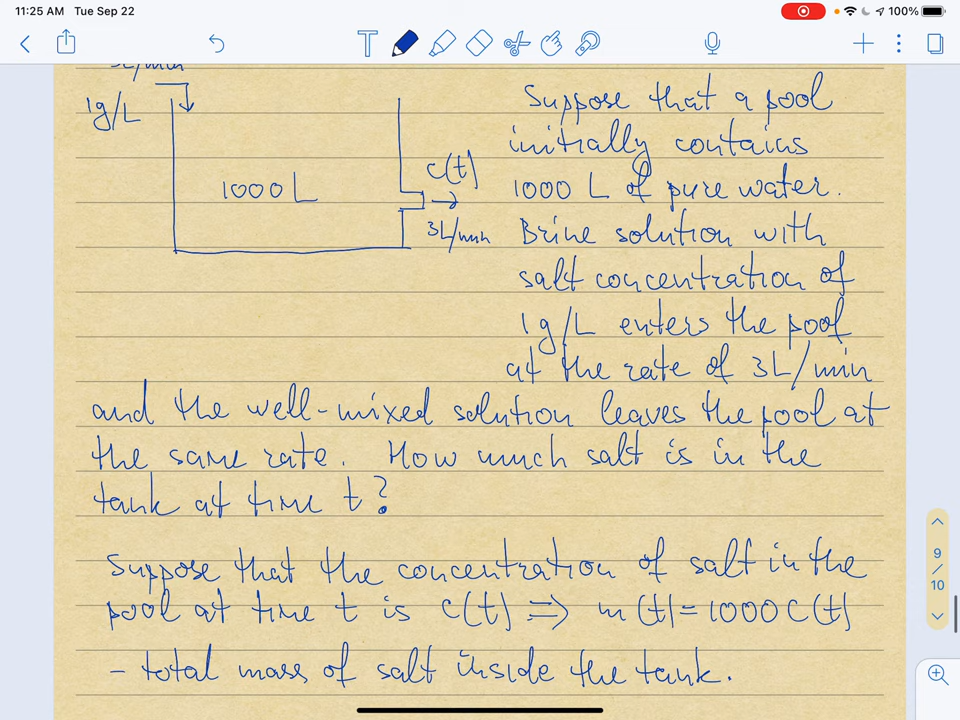 11:25 AM Tue Sep 22
100%
1g/L
1000 L
c(t)
3L/min
Suppose that a pool
initially contains
1000 L of pure water.
Brine solution with
salt concentration of
1g/L enters the pool
at the rate of 3L/min
and the well-mixed solution leaves the pool at
the same rate. How much salt is in the
tank at time t?
Suppose that the concentration of salt in the
pool at time t is c(t) ⇒ m(t) = 1000 c(t)
- total mass of salt inside the tank.
9
/
10